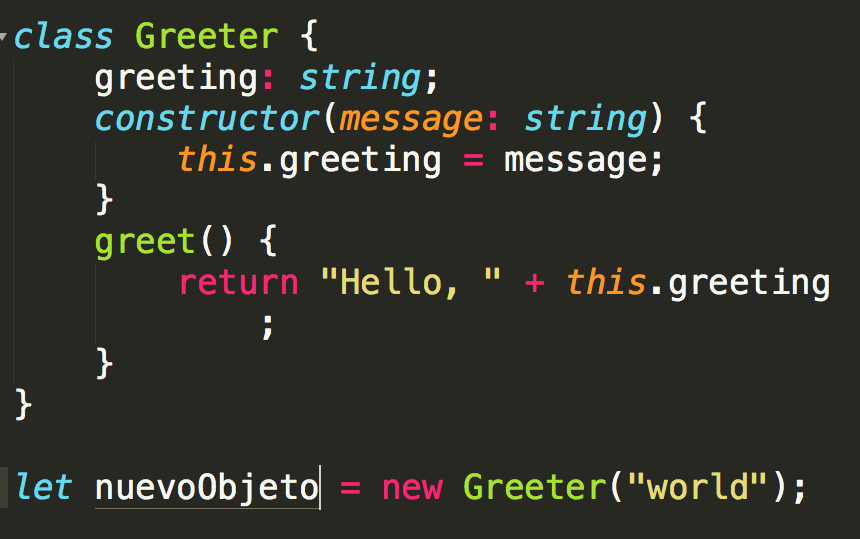 class Greeter {
    greeting: string;
    constructor(message: string) {
        this.greeting = message;
    }
    greet() {
        return "Hello, " + this.greeting
            ;
    }
}

let nuevoObjeto = new Greeter("world");